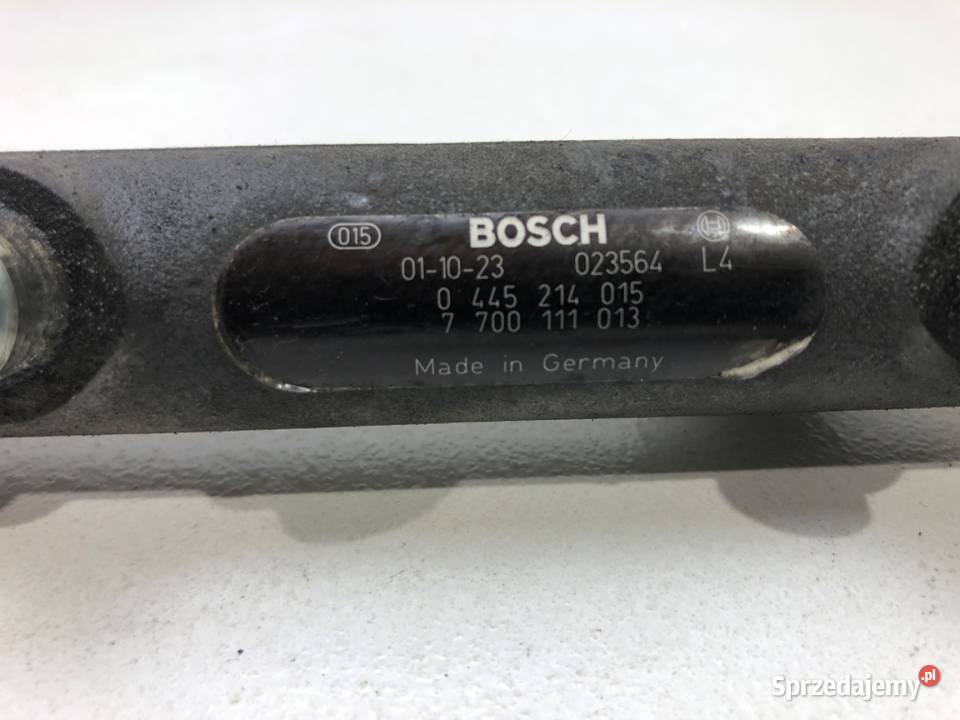 015 BOSCH
01-10-23 023564 L4
0 445 214 015
7 700 111 013
Made in Germany
Sprzedajemy.pl